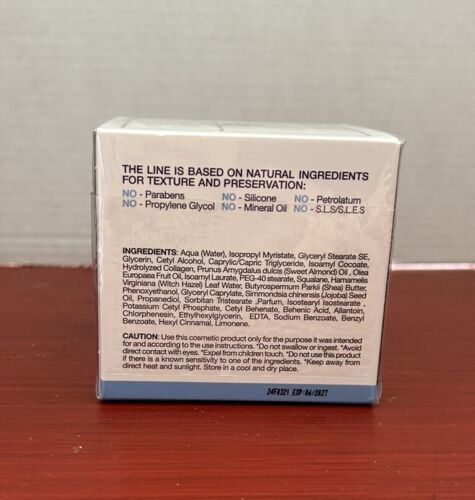 THE LINE IS BASED ON NATURAL INGREDIENTS
FOR TEXTURE AND PRESERVATION:
NO - Parabens NO - Silicone NO - Petrolatum
NO - Propylene Glycol NO - Mineral Oil NO - S.L.S/S.L.E.S
INGREDIENTS: Aqua (Water), Isopropyl Myristate, Glyceryl Stearate SE,
Glycerin, Cetyl Alcohol, Caprylic/Capric Triglyceride, Isoamyl Cocoate,
Hydrolyzed Collagen, Prunus Amygdalus dulcis (Sweet Almond) Oil , Olea
Europaea Fruit Oil, Isoamyl Laurate, PEG-40 stearate, Squalane, Hamamelis
Virginiana (Witch Hazel) Leaf Water, Butyrospermum Parkii (Shea) Butter,
Phenoxyethanol, Glyceryl Caprylate, Simmondsia chinensis (Jojoba) Seed
Oil, Propanediol, Sorbitan Tristearate ,Parfum, Isostearyl Isostearate ,
Potassium Cetyl Phosphate, Cetyl Behenate, Behenic Acid, Allantoin,
Chlorphenesin, Ethylhexylglycerin, EDTA, Sodium Benzoate, Benzyl
Benzoate, Hexyl Cinnamal, Limonene.
CAUTION: Use this cosmetic product only for the purpose it was intended
for and according to the use instructions. *Do not swallow or ingest. *Avoid
direct contact with eyes. *Expel from children touch. *Do not use this product
if there is a known sensitivity to one of the ingredients. *Keep away from
direct heat and sunlight. Store in a cool and dry place.
24F0321 EXP-06/2027